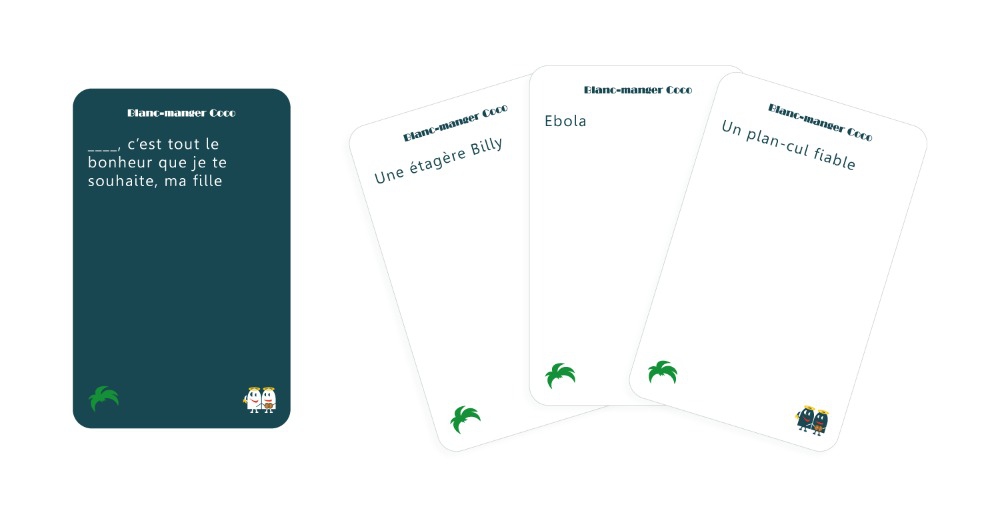 Blanc-manger Coco
____, c’est tout le
bonheur que je te
souhaite, ma fille
Blanc-manger Coco
Une étagère Billy
Blanc-manger Coco
Ebola
Blanc-manger Coco
Un plan-cul fiable